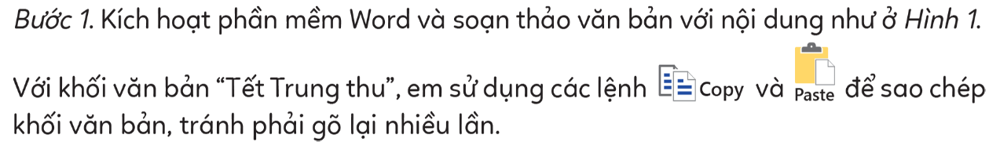 Bước 1. Kích hoạt phần mềm Word và soạn thảo văn bản với nội dung như ở Hình 1.
Với khối văn bản “Tết Trung thu”, em sử dụng các lệnh Copy và Paste để sao chép
khối văn bản, tránh phải gõ lại nhiều lần.